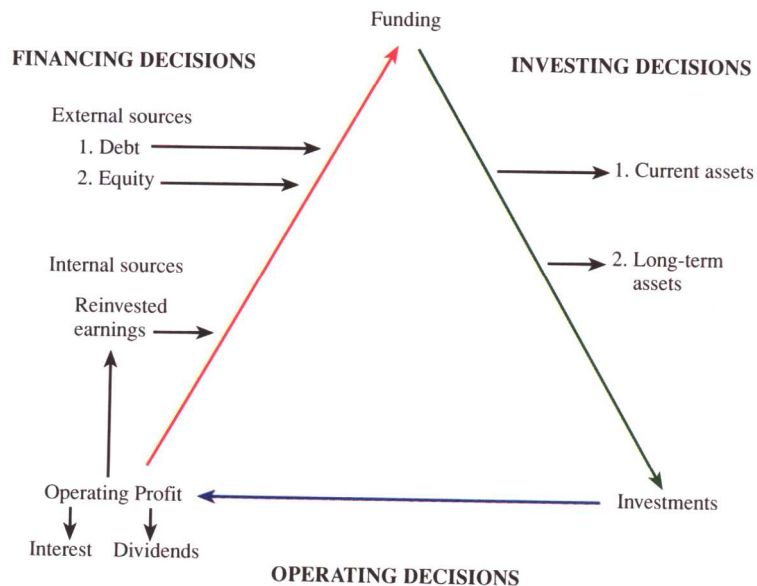 Funding
FINANCING DECISIONS
INVESTING DECISIONS
External sources
1. Debt
2. Equity
1. Current assets
Internal sources
2. Long-term
assets
Reinvested
earnings
Operating Profit
Investments
Interest
Dividends
OPERATING DECISIONS